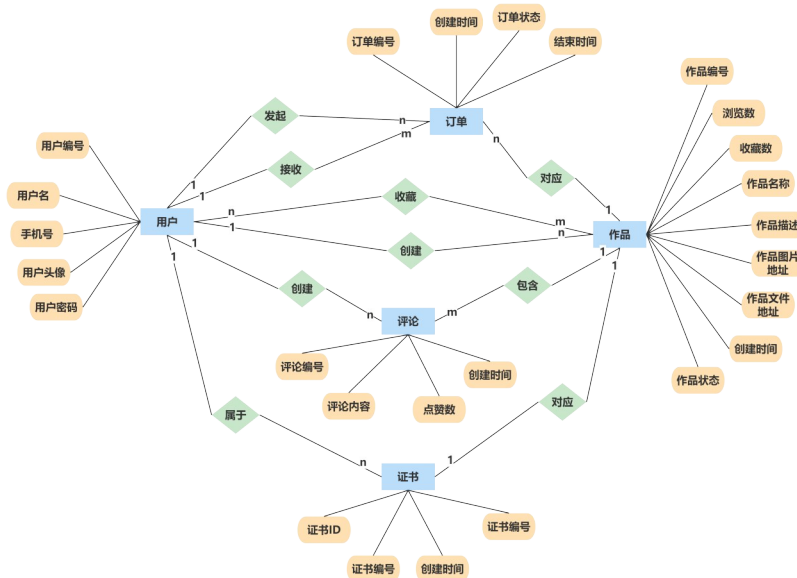 订单编号
创建时间
订单状态
结束时间
订单
发起
n
m
接收
1
1
n
对应
1
用户编号
用户名
手机号
用户头像
用户密码
用户
n
收藏
m
1
创建
n
作品
作品编号
浏览数
收藏数
作品名称
作品描述
作品图片
地址
作品文件
地址
创建时间
作品状态
1
创建
n
评论
m
包含
1
评论编号
评论内容
点赞数
创建时间
1
属于
n
证书
1
对应
1
证书ID
证书编号
创建时间
证书编号